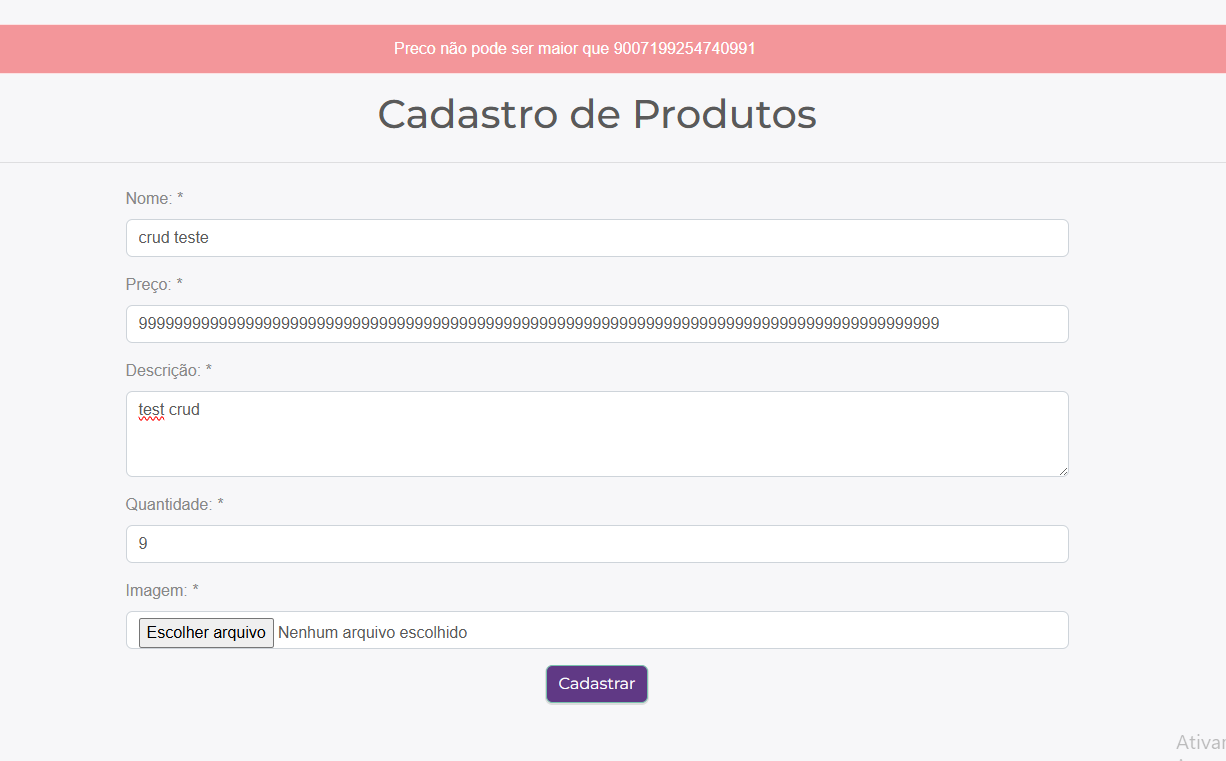 Preco não pode ser maior que 9007199254740991
Cadastro de Produtos
Nome: *
crud teste
Preço: *
999999999999999999999999999999999999999999999999999999999999999999999999999999999999999999
Descrição: *
test crud
Quantidade: *
9
Imagem: *
Escolher arquivo Nenhum arquivo escolhido
Cadastrar